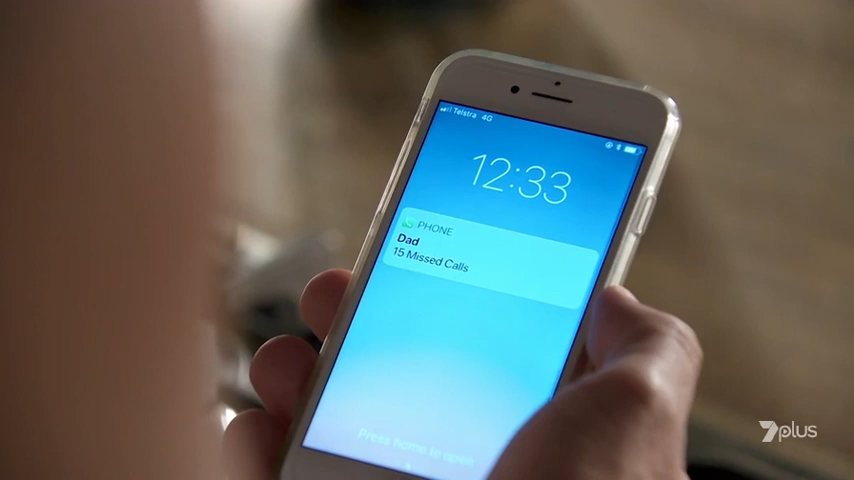 Telstra 4G
12:33
PHONE
Dad
15 Missed Calls
Press home to open
7plus